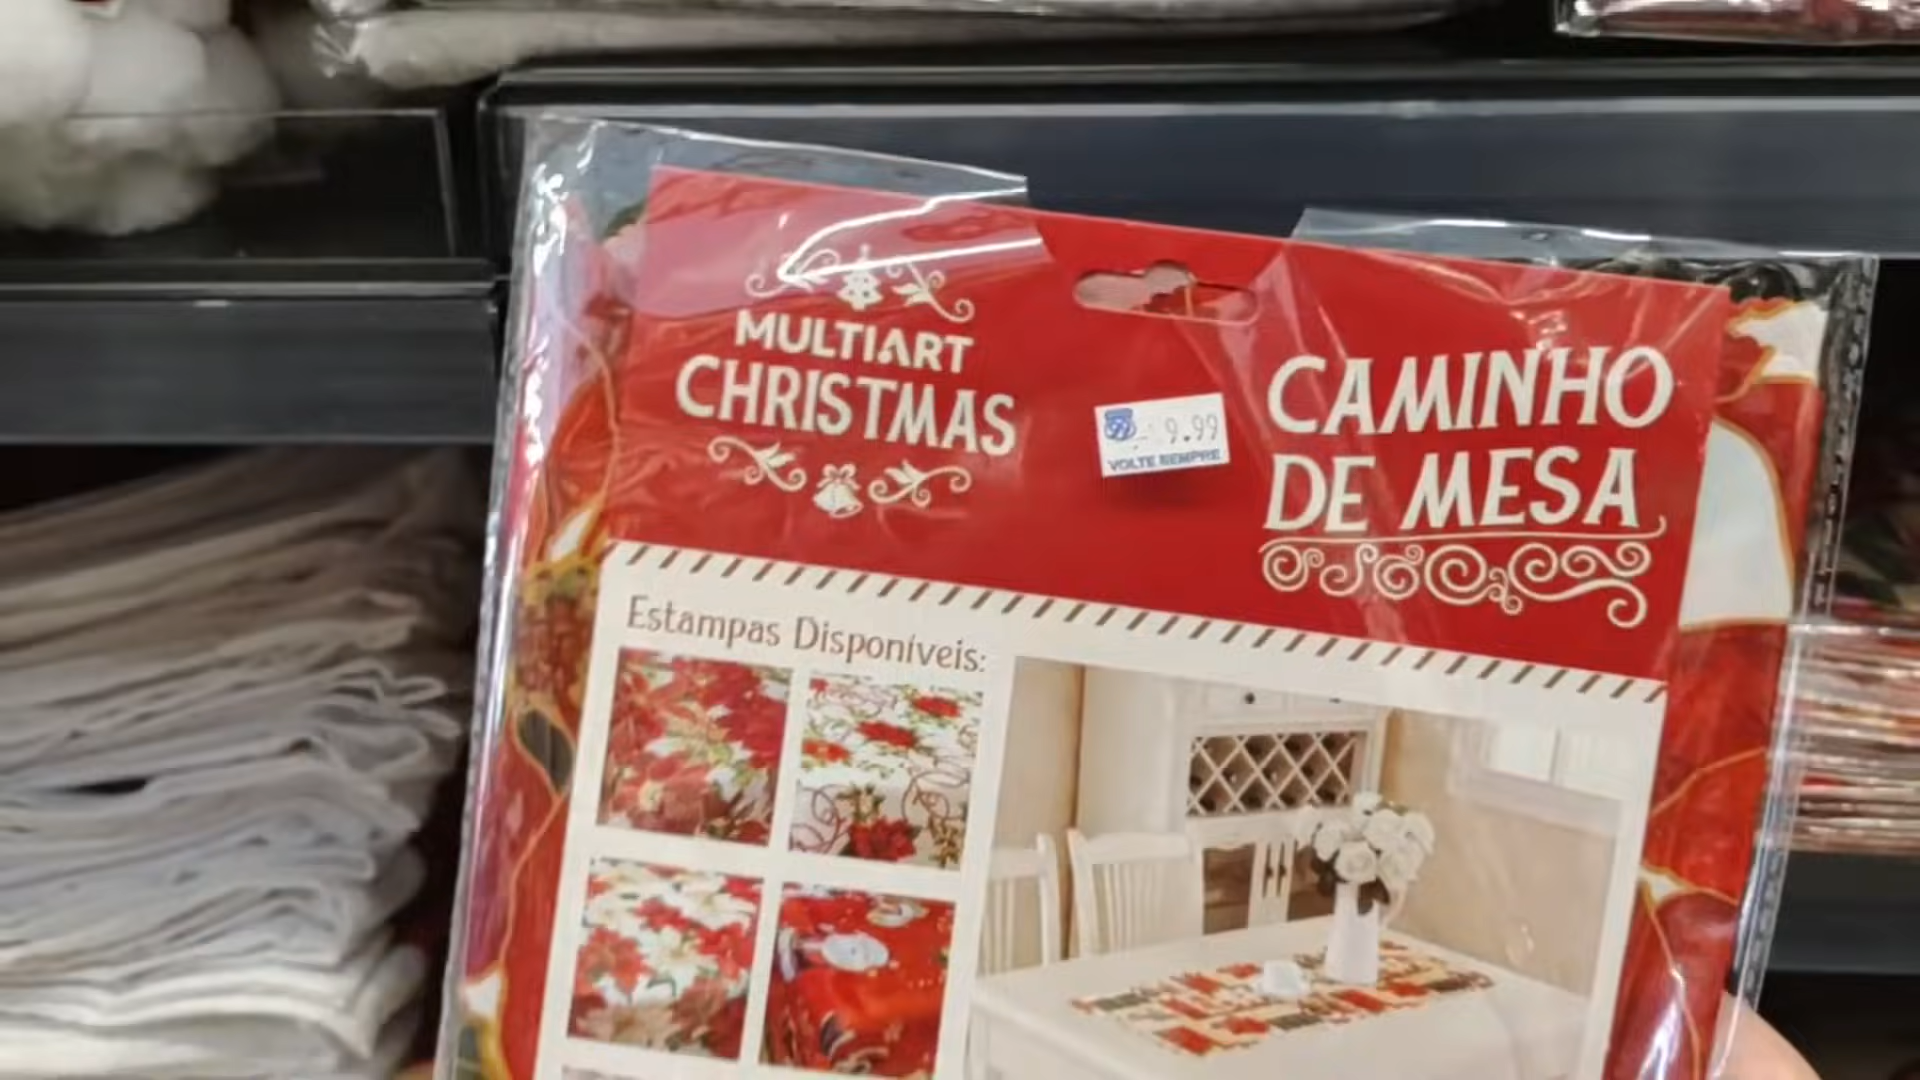 MULTIART
CHRISTMAS
9.99
VOLTE SEMPRE
CAMINHO
DE MESA
Estampas Disponíveis: